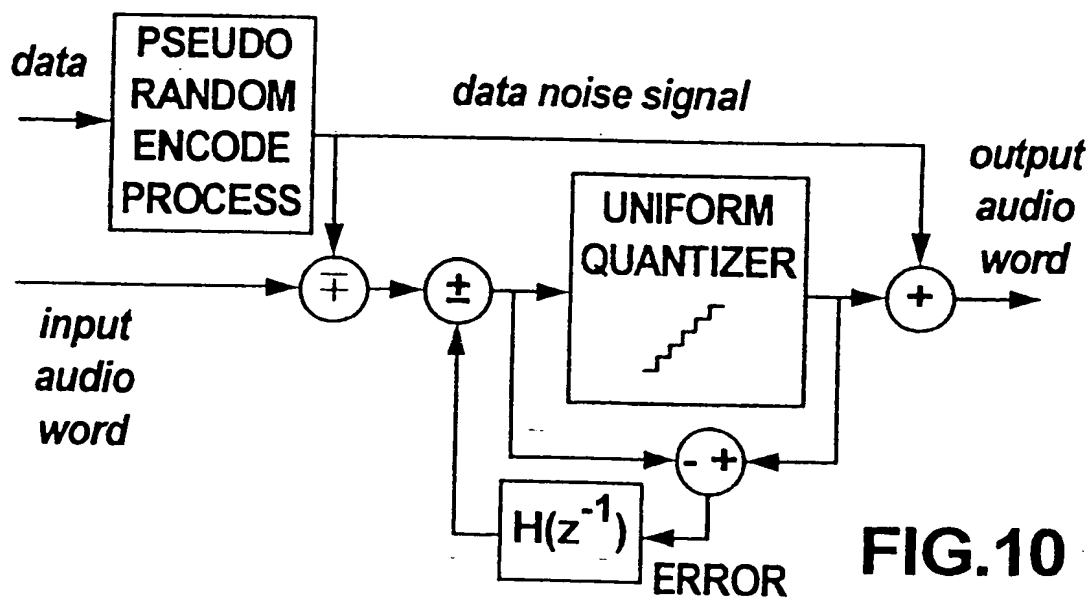 data
PSEUDO
RANDOM
ENCODE
PROCESS
data noise signal
output
audio
word
UNIFORM
QUANTIZER
∓
±
+
input
audio
word
- +
H(z⁻¹)
ERROR
FIG.10